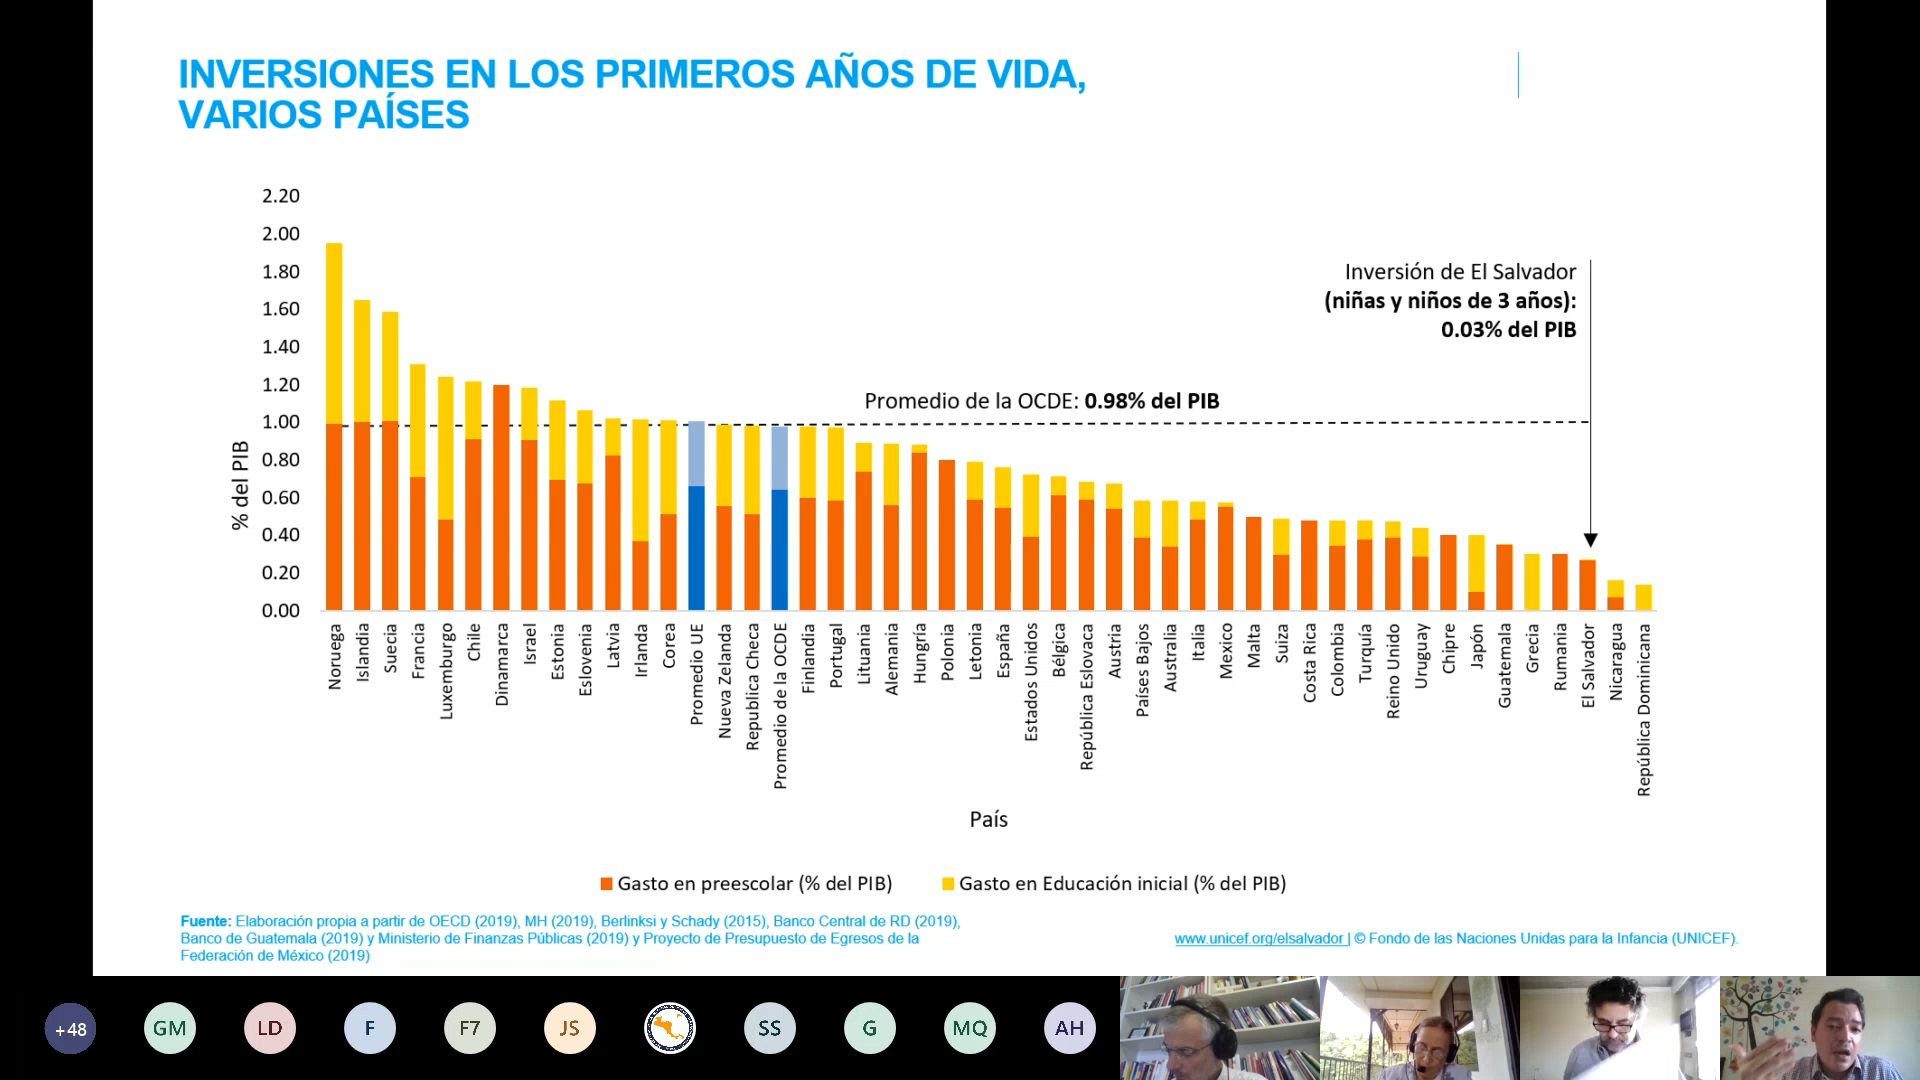 INVERSIONES EN LOS PRIMEROS AÑOS DE VIDA,
VARIOS PAÍSES
2.20
2.00
1.80
1.60
1.40
1.20
1.00
0.80
0.60
0.40
0.20
0.00
% del PIB
Inversión de El Salvador
(niñas y niños de 3 años):
0.03% del PIB
Promedio de la OCDE: 0.98% del PIB
Noruega
Islandia
Suecia
Francia
Luxemburgo
Chile
Dinamarca
Israel
Estonia
Eslovenia
Latvia
Irlanda
Corea
Promedio UE
Nueva Zelanda
Republica Checa
Promedio de la OCDE
Finlandia
Portugal
Lituania
Alemania
Hungría
Polonia
Letonia
España
Estados Unidos
Bélgica
República Eslovaca
Austria
Países Bajos
Australia
Italia
Mexico
Malta
Suiza
Costa Rica
Colombia
Turquía
Reino Unido
Uruguay
Chipre
Japón
Guatemala
Grecia
Rumania
El Salvador
Nicaragua
República Dominicana
País
Gasto en preescolar (% del PIB)
Gasto en Educación inicial (% del PIB)
Fuente: Elaboración propia a partir de OECD (2019), MH (2019), Berlinksi y Schady (2015), Banco Central de RD (2019),
Banco de Guatemala (2019) y Ministerio de Finanzas Públicas (2019) y Proyecto de Presupuesto de Egresos de la
Federación de México (2019)
www.unicef.org/elsalvador | © Fondo de las Naciones Unidas para la Infancia (UNICEF).
+48
GM
LD
F
F7
JS
SS
G
MQ
AH